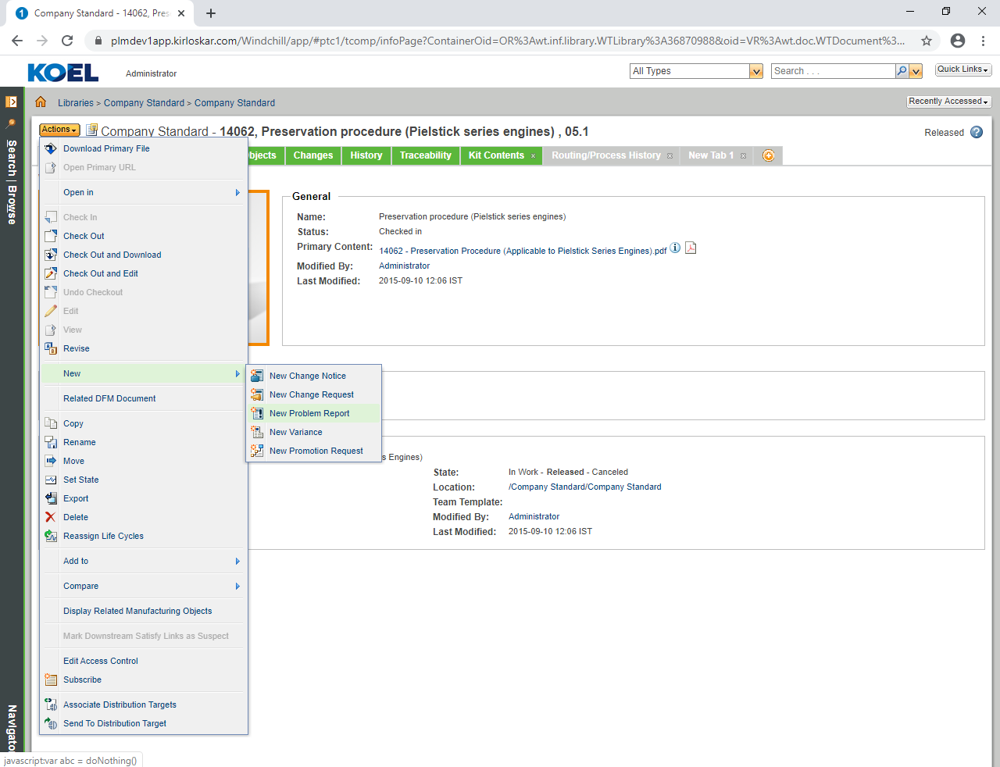 Company Standard - 14062, Pres
plmdev1app.kirloskar.com/Windchill/app/#ptc1/tcomp/infoPage?ContainerOid=OR%3Awt.inf.library.WTLibrary%3A36870988&oid=VR%3Awt.doc.WTDocument%3...
KOEL
Administrator
All Types
Search . . .
Quick Links
Libraries > Company Standard > Company Standard
Recently Accessed
Actions
Company Standard - 14062, Preservation procedure (Pielstick series engines) , 05.1
Released
bjects
Changes
History
Traceability
Kit Contents
Routing/Process History
New Tab 1
Search | Browse
Navigato
Download Primary File
Open Primary URL
Open in
Check In
Check Out
Check Out and Download
Check Out and Edit
Undo Checkout
Edit
View
Revise
New
Related DFM Document
Copy
Rename
Move
Set State
Export
Delete
Reassign Life Cycles
Add to
Compare
Display Related Manufacturing Objects
Mark Downstream Satisfy Links as Suspect
Edit Access Control
Subscribe
Associate Distribution Targets
Send To Distribution Target
New Change Notice
New Change Request
New Problem Report
New Variance
New Promotion Request
General
Name: Preservation procedure (Pielstick series engines)
Status: Checked in
Primary Content: 14062 - Preservation Procedure (Applicable to Pielstick Series Engines).pdf
Modified By: Administrator
Last Modified: 2015-09-10 12:06 IST
s Engines)
State: In Work - Released - Canceled
Location: /Company Standard/Company Standard
Team Template:
Modified By: Administrator
Last Modified: 2015-09-10 12:06 IST
javascript:var abc = doNothing()